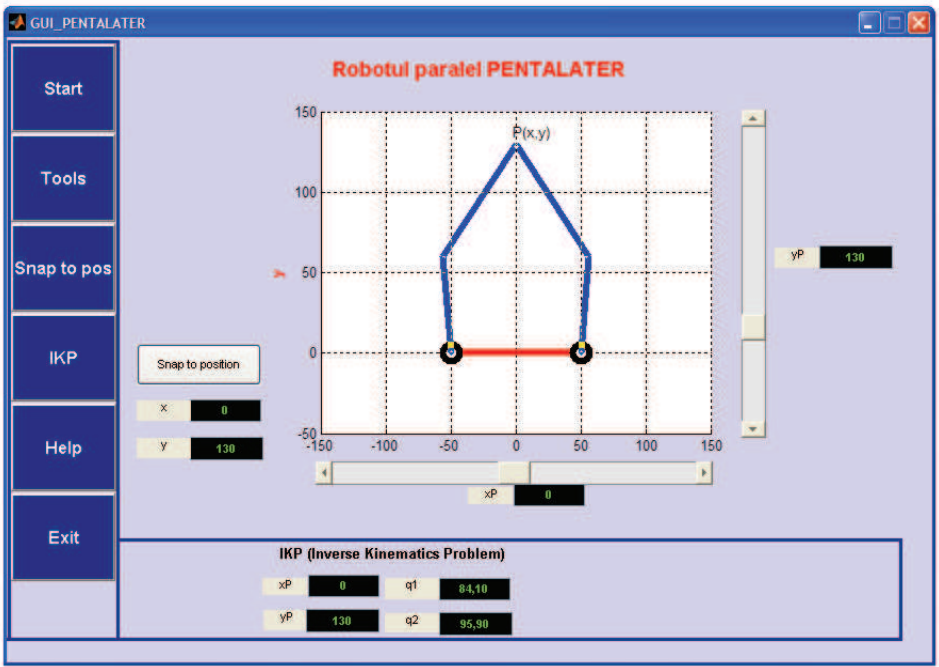 GUI_PENTALATER
Start
Tools
Snap to pos
IKP
Help
Exit
Robotul paralel PENTALATER
150
100
50
0
-50
y
P(x,y)
-150 -100 -50 0 50 100 150
yP 130
Snap to position
x 0
y 130
xP 0
IKP (Inverse Kinematics Problem)
xP 0 q1 84,10
yP 130 q2 95,90